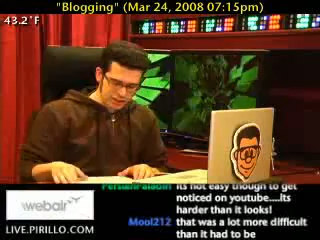 "Blogging" (Mar 24, 2008 07:15pm)
43.2°F
PersianPaladin Its not easy though to get
noticed on youtube....Its
harder than it looks!
Mool212 that was a lot more difficult
than it had to be
webair
LIVE.PIRILLO.COM